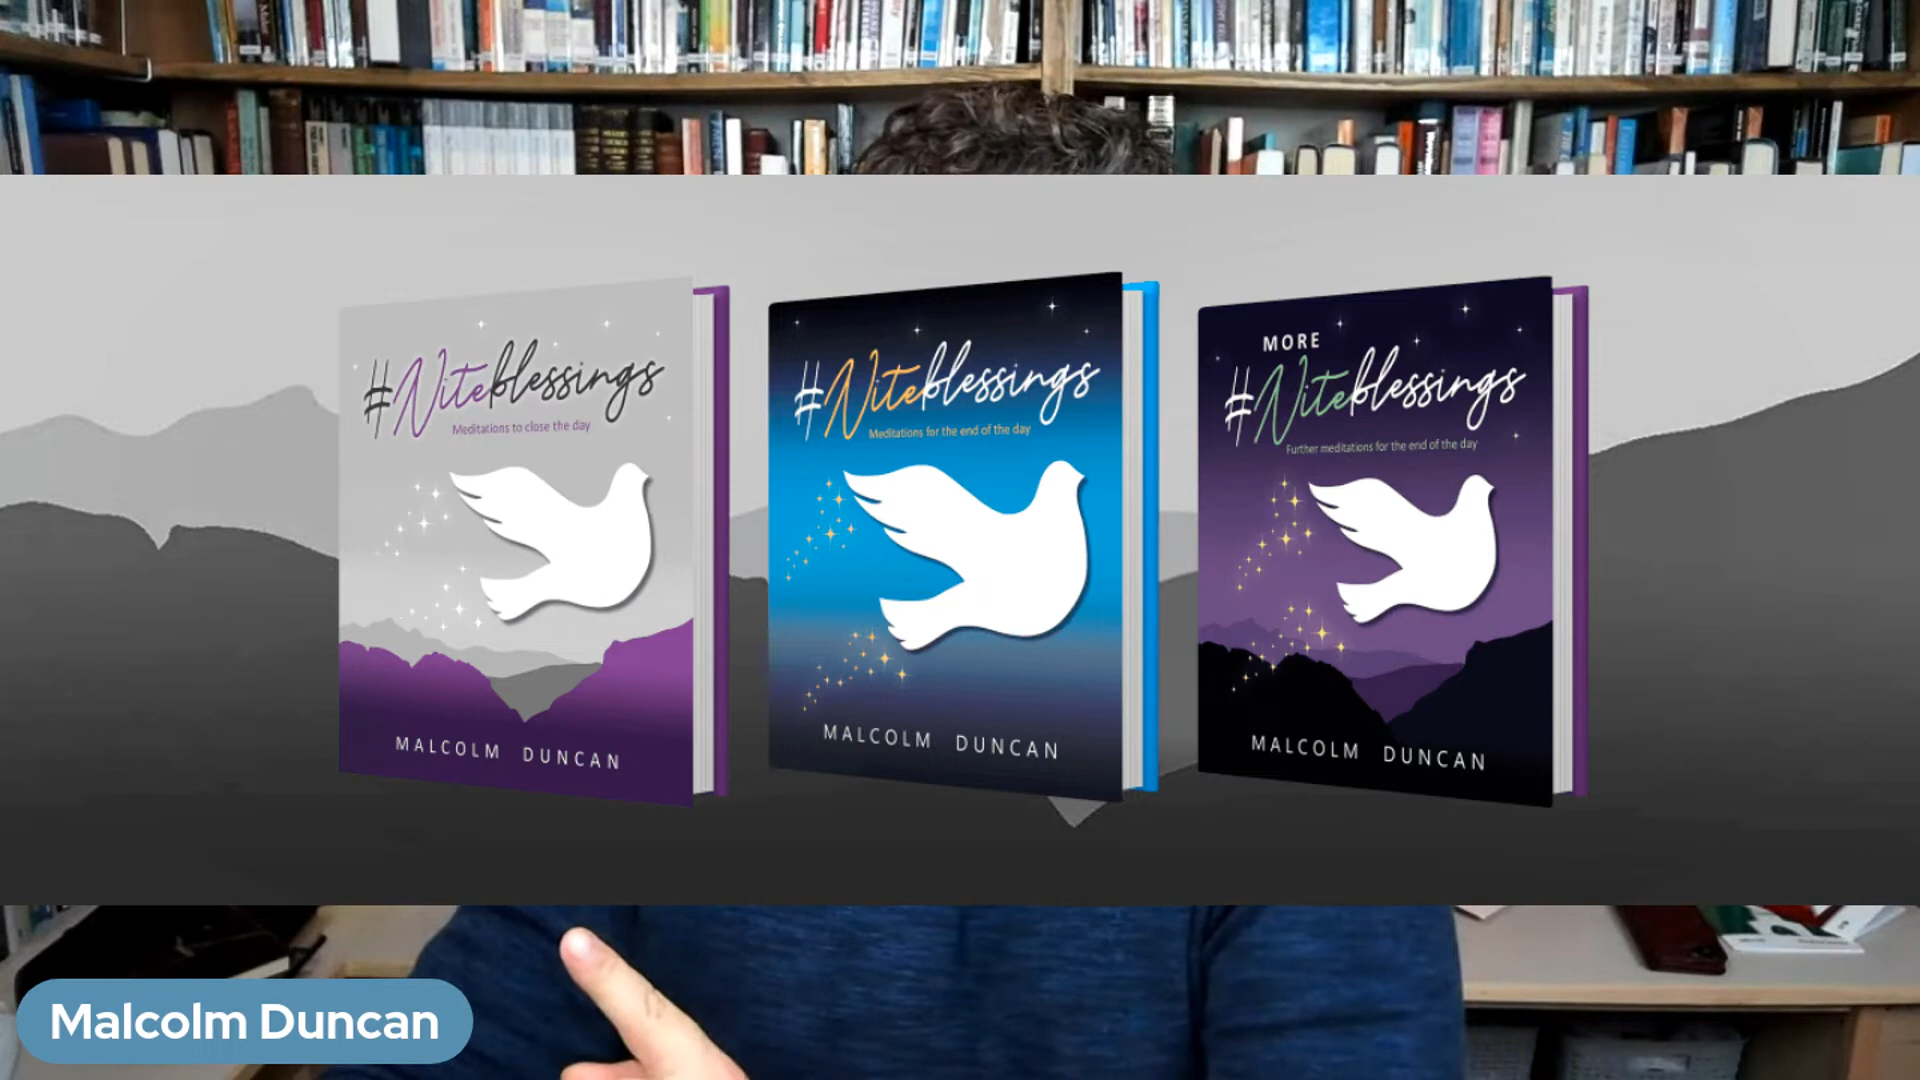 #Niteblessings
Meditations to close the day
MALCOLM DUNCAN
#Niteblessings
Meditations for the end of the day
MALCOLM DUNCAN
MORE
#Niteblessings
Further meditations for the end of the day
MALCOLM DUNCAN
Malcolm Duncan